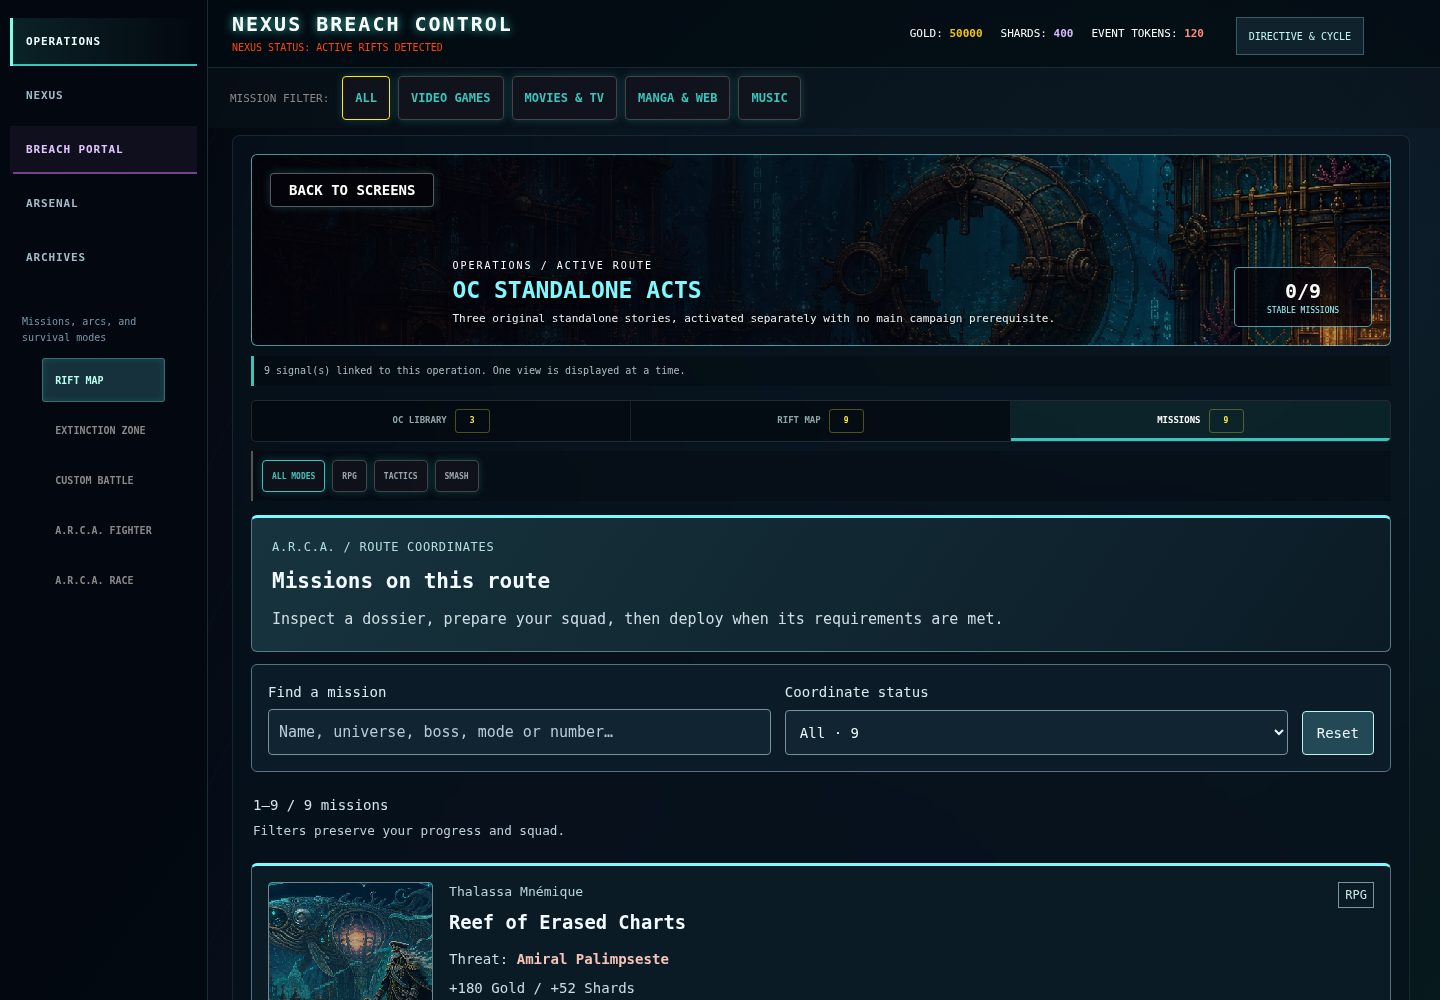 OPERATIONS
NEXUS
BREACH PORTAL
ARSENAL
ARCHIVES
Missions, arcs, and
survival modes
RIFT MAP
EXTINCTION ZONE
CUSTOM BATTLE
A.R.C.A. FIGHTER
A.R.C.A. RACE
NEXUS BREACH CONTROL
NEXUS STATUS: ACTIVE RIFTS DETECTED
GOLD: 50000 SHARDS: 400 EVENT TOKENS: 120
DIRECTIVE & CYCLE
MISSION FILTER: ALL VIDEO GAMES MOVIES & TV MANGA & WEB MUSIC
BACK TO SCREENS
OPERATIONS / ACTIVE ROUTE
OC STANDALONE ACTS
Three original standalone stories, activated separately with no main campaign prerequisite.
0/9
STABLE MISSIONS
9 signal(s) linked to this operation. One view is displayed at a time.
OC LIBRARY 3 RIFT MAP 9 MISSIONS 9
ALL MODES RPG TACTICS SMASH
A.R.C.A. / ROUTE COORDINATES
Missions on this route
Inspect a dossier, prepare your squad, then deploy when its requirements are met.
Find a mission
Name, universe, boss, mode or number…
Coordinate status
All · 9
Reset
1–9 / 9 missions
Filters preserve your progress and squad.
Thalassa Mnémique
RPG
Reef of Erased Charts
Threat: Amiral Palimpseste
+180 Gold / +52 Shards